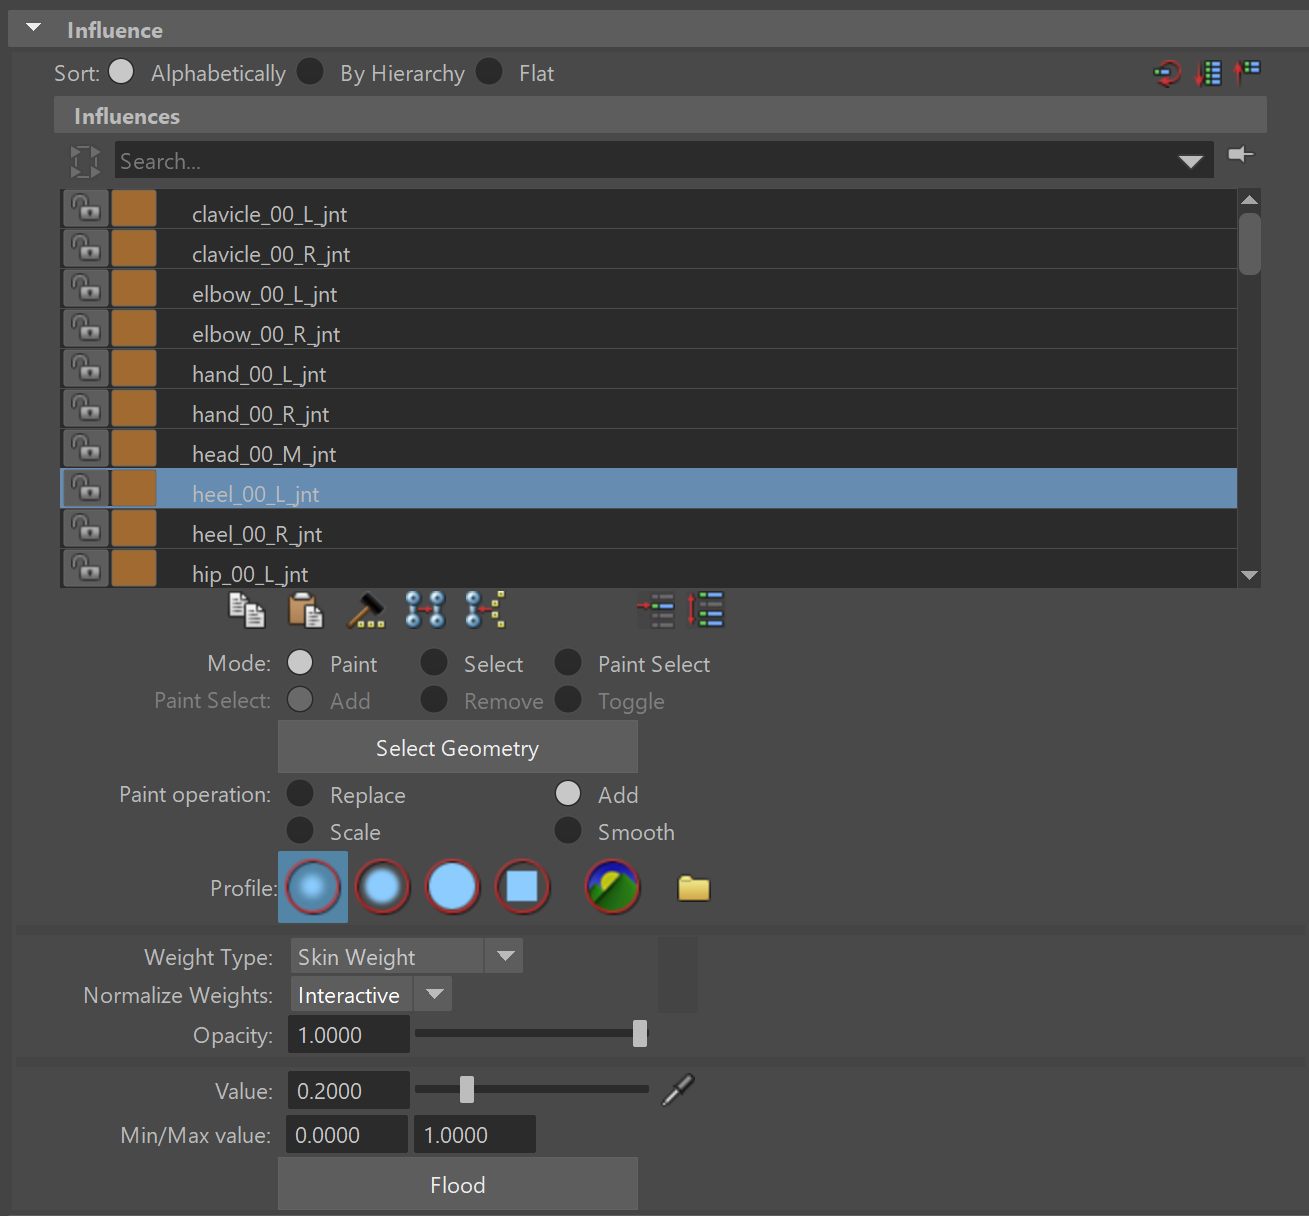 Influence
Sort: Alphabetically By Hierarchy Flat
Influences
Search...
clavicle_00_L_jnt
clavicle_00_R_jnt
elbow_00_L_jnt
elbow_00_R_jnt
hand_00_L_jnt
hand_00_R_jnt
head_00_M_jnt
heel_00_L_jnt
heel_00_R_jnt
hip_00_L_jnt
Mode: Paint Select Paint Select
Paint Select: Add Remove Toggle
Select Geometry
Paint operation: Replace Add
Scale Smooth
Profile:
Weight Type: Skin Weight
Normalize Weights: Interactive
Opacity: 1.0000
Value: 0.2000
Min/Max value: 0.0000 1.0000
Flood